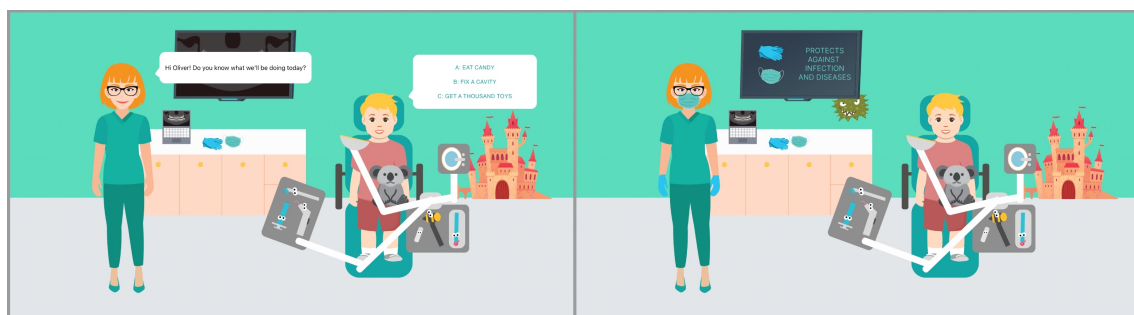 Hi Oliver! Do you know what we'll be doing today?
A: EAT CANDY
B: FIX A CAVITY
C: GET A THOUSAND TOYS
PROTECTS
AGAINST
INFECTION
AND DISEASES